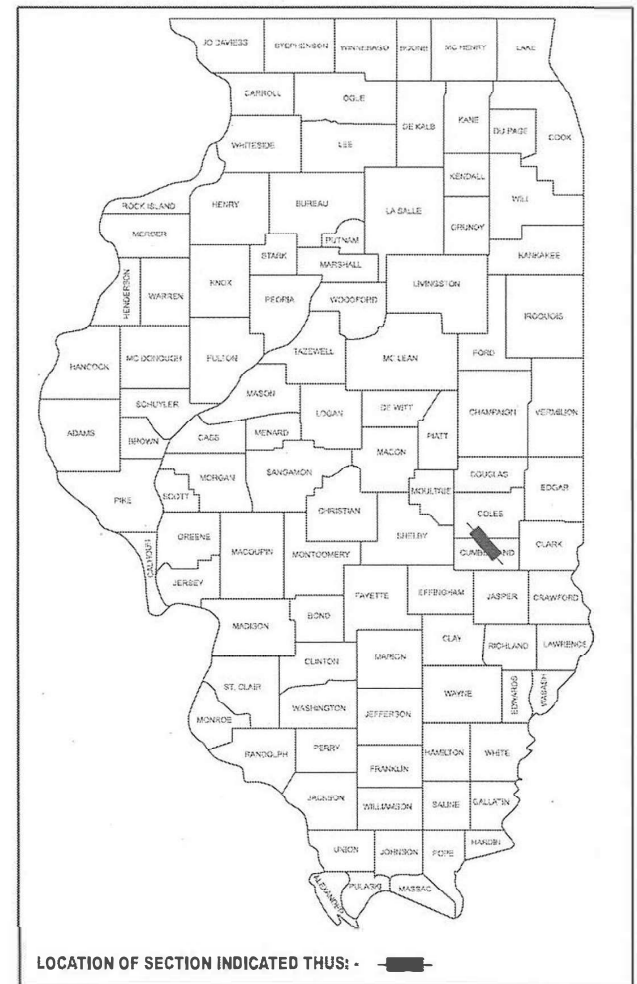 JO DAVIESS
STEPHENSON
WINNEBAGO
BOONE
MC HENRY
LAKE
CARROLL
OGLE
DE KALB
KANE
DU PAGE
COOK
WHITESIDE
LEE
KENDALL
WILL
ROCK ISLAND
HENRY
BUREAU
LA SALLE
GRUNDY
MERCER
PUTNAM
STARK
MARSHALL
KANKAKEE
HENDERSON
WARREN
KNOX
PEORIA
WOODFORD
LIVINGSTON
IROQUOIS
HANCOCK
MC DONOUGH
FULTON
TAZEWELL
MC LEAN
FORD
MASON
SCHUYLER
LOGAN
DE WITT
CHAMPAIGN
VERMILION
ADAMS
BROWN
CASS
MENARD
MACON
PIATT
MORGAN
SANGAMON
DOUGLAS
EDGAR
PIKE
SCOTT
CHRISTIAN
MOULTRIE
COLES
CALHOUN
GREENE
MACOUPIN
MONTGOMERY
SHELBY
CUMBERLAND
CLARK
JERSEY
FAYETTE
EFFINGHAM
JASPER
CRAWFORD
MADISON
BOND
CLAY
RICHLAND
LAWRENCE
CLINTON
MARION
ST. CLAIR
WAYNE
EDWARDS
WABASH
MONROE
WASHINGTON
JEFFERSON
RANDOLPH
PERRY
HAMILTON
WHITE
FRANKLIN
JACKSON
WILLIAMSON
SALINE
GALLATIN
UNION
JOHNSON
POPE
HARDIN
ALEXANDER
PULASKI
MASSAC
LOCATION OF SECTION INDICATED THUS: -